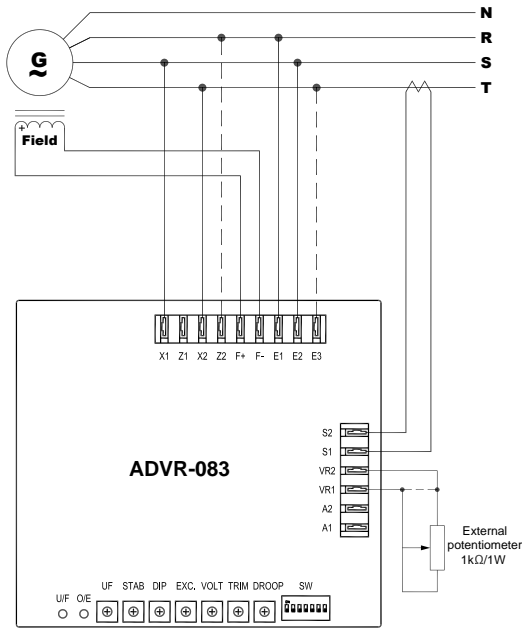 N
R
G
~
S
T
+
Field
X1 Z1 X2 Z2 F+ F- E1 E2 E3
S2
S1
ADVR-083
VR2
VR1
A2
A1
External
potentiometer
1kΩ/1W
UF STAB DIP EXC. VOLT TRIM DROOP SW
U/F O/E